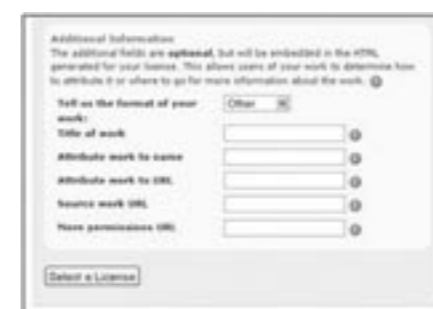 Additional Information
The additional fields are optional, but will be embedded in the HTML
generated for your license. This allows users of your work to determine how
to attribute it or where to go for more information about the work.
Tell us the format of your
work:
Other
Title of work
Attribute work to name
Attribute work to URL
Source work URL
More permissions URL
Select a License